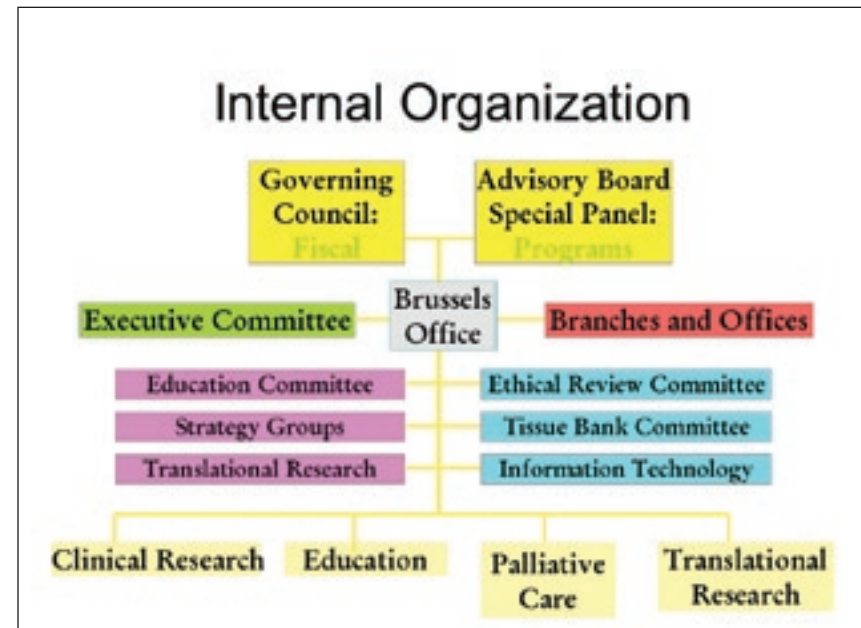 Internal Organization
Governing
Council:
Fiscal
Advisory Board
Special Panel:
Programs
Executive Committee
Brussels
Office
Branches and Offices
Education Committee
Ethical Review Committee
Strategy Groups
Tissue Bank Committee
Translational Research
Information Technology
Clinical Research
Education
Palliative
Care
Translational
Research